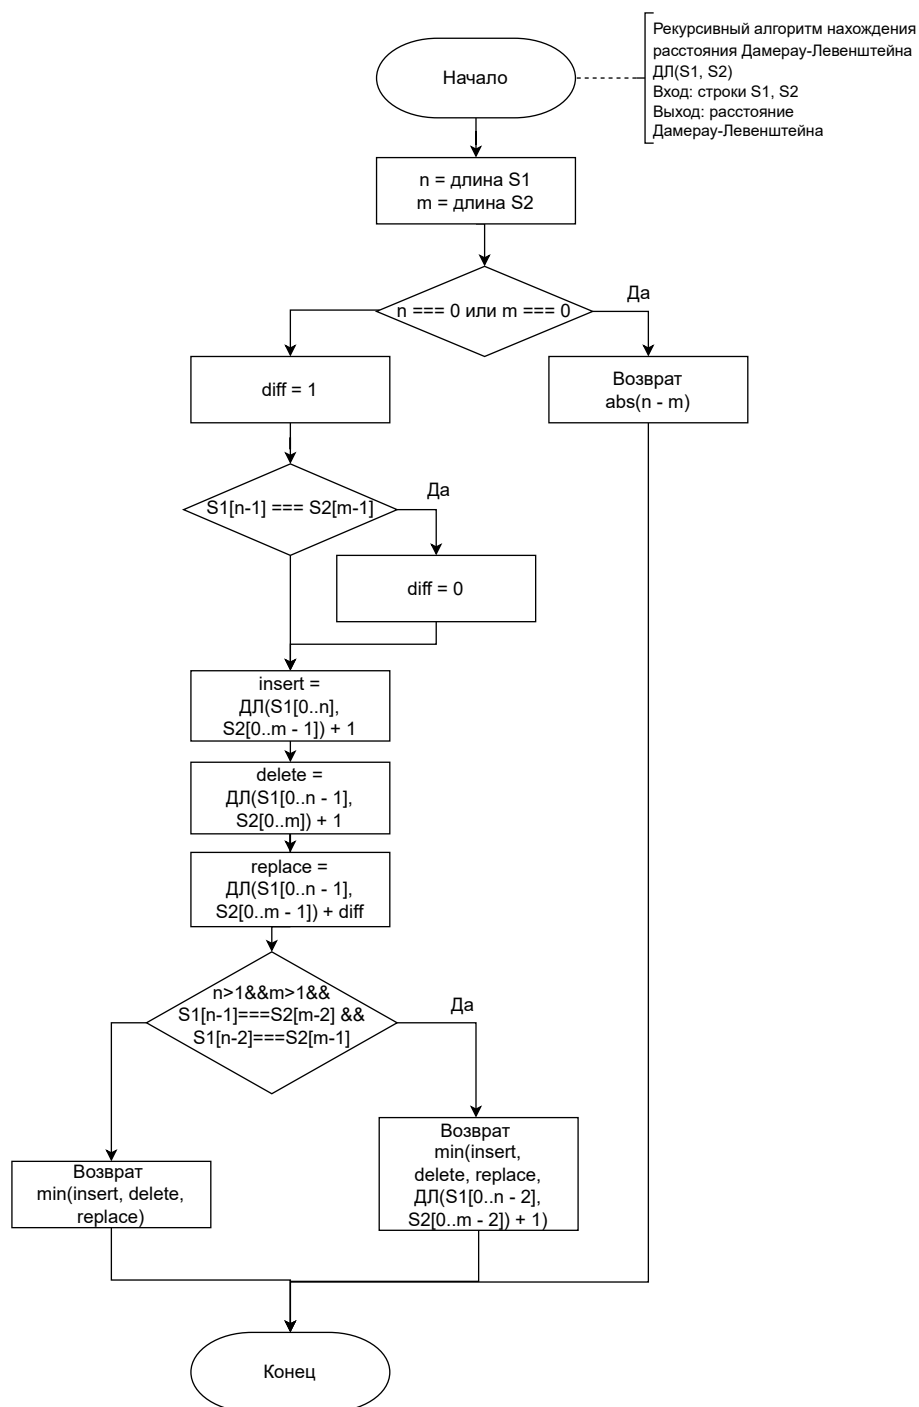 Рекурсивный алгоритм нахождения
расстояния Дамерау-Левенштейна
ДЛ(S1, S2)
Вход: строки S1, S2
Выход: расстояние
Дамерау-Левенштейна
Начало
n = длина S1
m = длина S2
n === 0 или m === 0
Да
diff = 1
Возврат
abs(n - m)
S1[n-1] === S2[m-1]
Да
diff = 0
insert =
ДЛ(S1[0..n],
S2[0..m - 1]) + 1
delete =
ДЛ(S1[0..n - 1],
S2[0..m]) + 1
replace =
ДЛ(S1[0..n - 1],
S2[0..m - 1]) + diff
n>1&&m>1&&
S1[n-1]===S2[m-2] &&
S1[n-2]===S2[m-1]
Да
Возврат
min(insert, delete,
replace)
Возврат
min(insert,
delete, replace,
ДЛ(S1[0..n - 2],
S2[0..m - 2]) + 1)
Конец